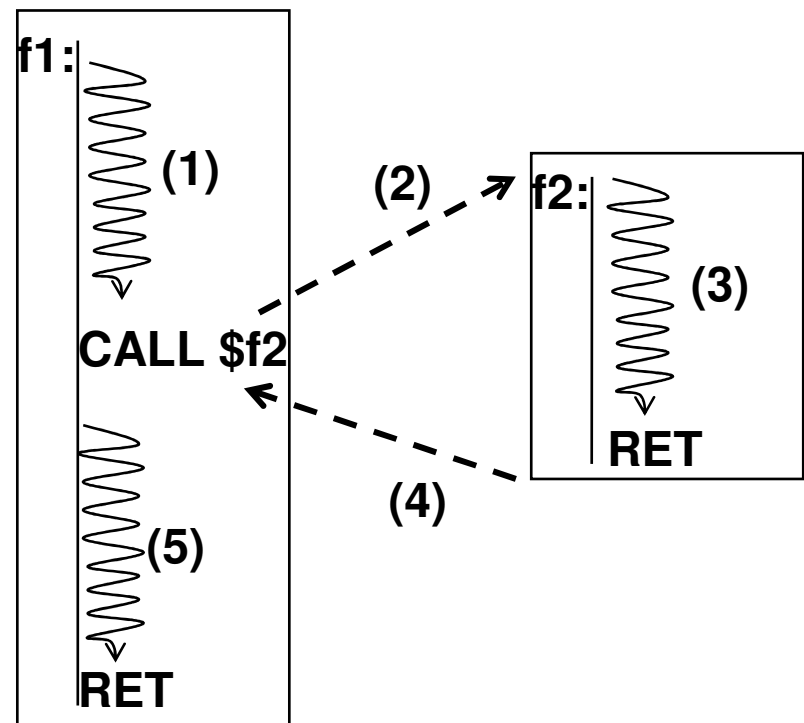 f1:
(1)
CALL $f2
(5)
RET
(2)
(4)
f2:
(3)
RET